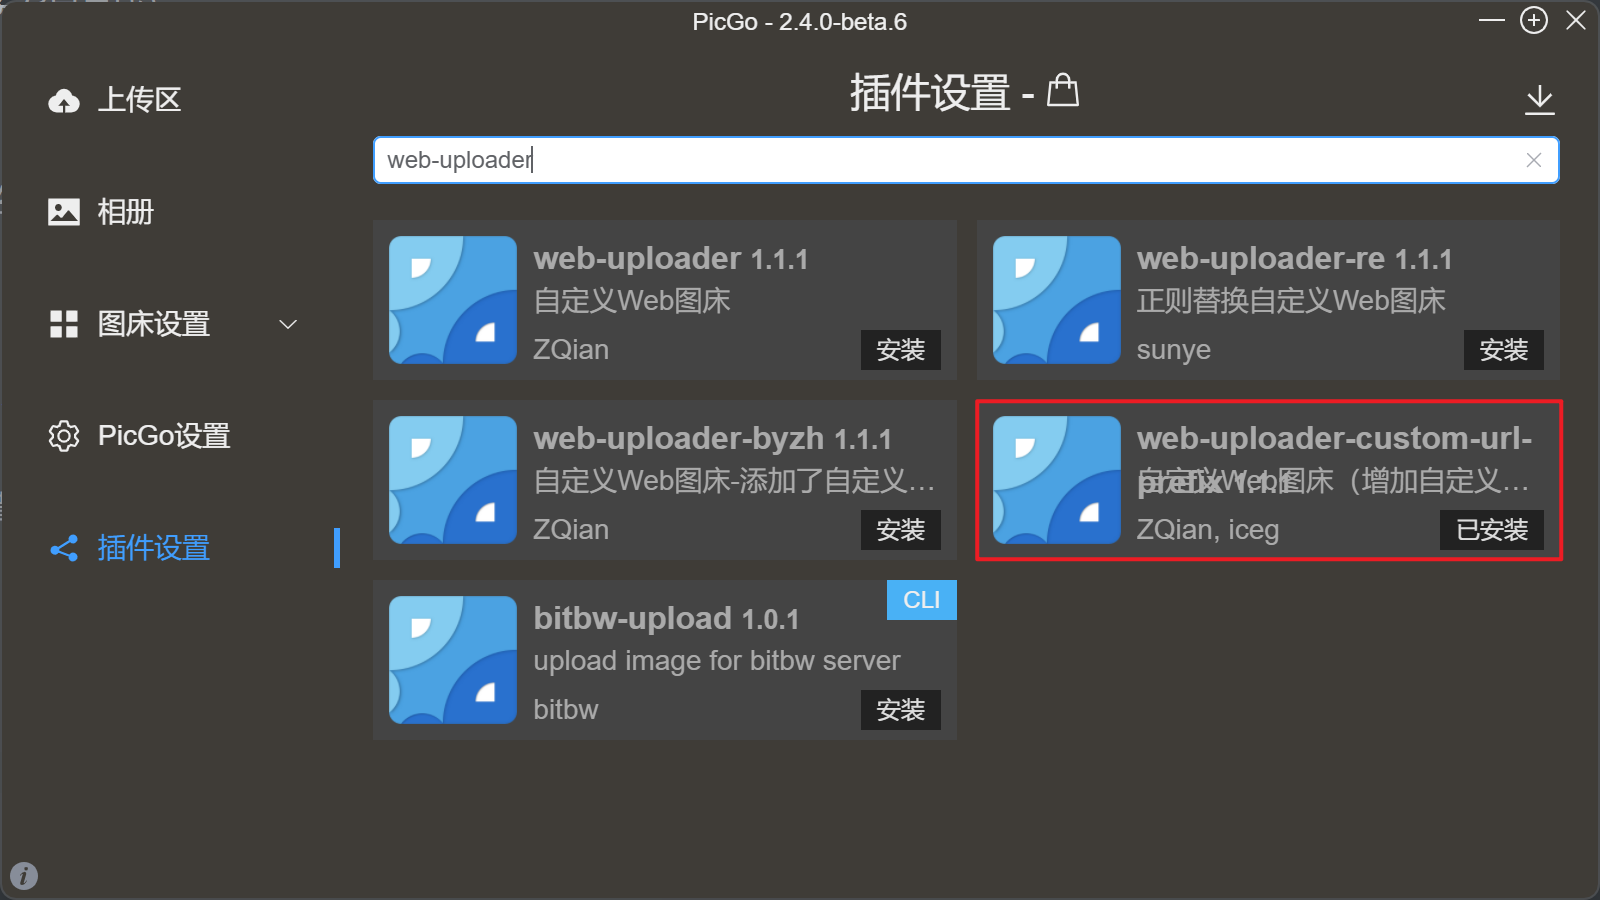 PicGo - 2.4.0-beta.6
上传区
相册
图床设置
PicGo设置
插件设置
插件设置 -
web-uploader
web-uploader 1.1.1
自定义Web图床
ZQian
安装
web-uploader-re 1.1.1
正则替换自定义Web图床
sunye
安装
web-uploader-byzh 1.1.1
自定义Web图床-添加了自定义...
ZQian
安装
web-uploader-custom-url-
prefix 1.1.1
自定义Web图床（增加自定义...
ZQian, iceg
已安装
CLI
bitbw-upload 1.0.1
upload image for bitbw server
bitbw
安装